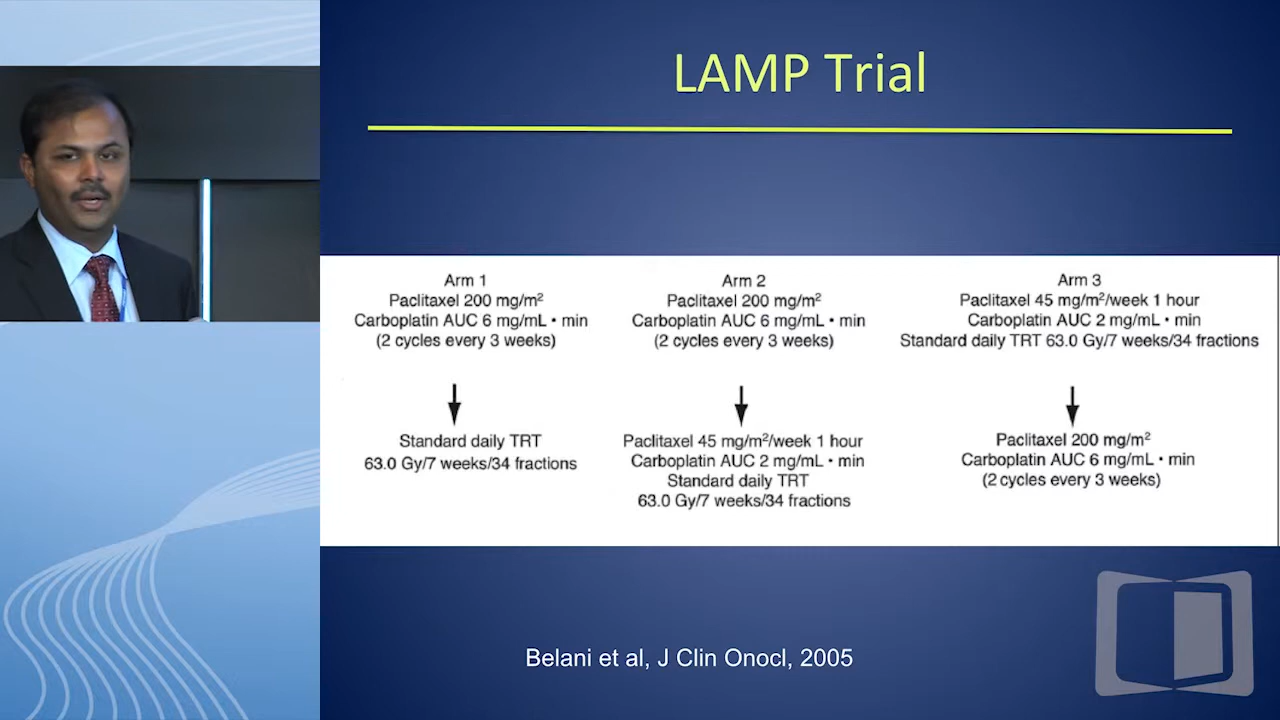 LAMP Trial
Arm 1
Paclitaxel 200 mg/m²
Carboplatin AUC 6 mg/mL • min
(2 cycles every 3 weeks)
Standard daily TRT
63.0 Gy/7 weeks/34 fractions
Arm 2
Paclitaxel 200 mg/m²
Carboplatin AUC 6 mg/mL • min
(2 cycles every 3 weeks)
Paclitaxel 45 mg/m²/week 1 hour
Carboplatin AUC 2 mg/mL • min
Standard daily TRT
63.0 Gy/7 weeks/34 fractions
Arm 3
Paclitaxel 45 mg/m²/week 1 hour
Carboplatin AUC 2 mg/mL • min
Standard daily TRT 63.0 Gy/7 weeks/34 fractions
Paclitaxel 200 mg/m²
Carboplatin AUC 6 mg/mL • min
(2 cycles every 3 weeks)
Belani et al, J Clin Onocl, 2005